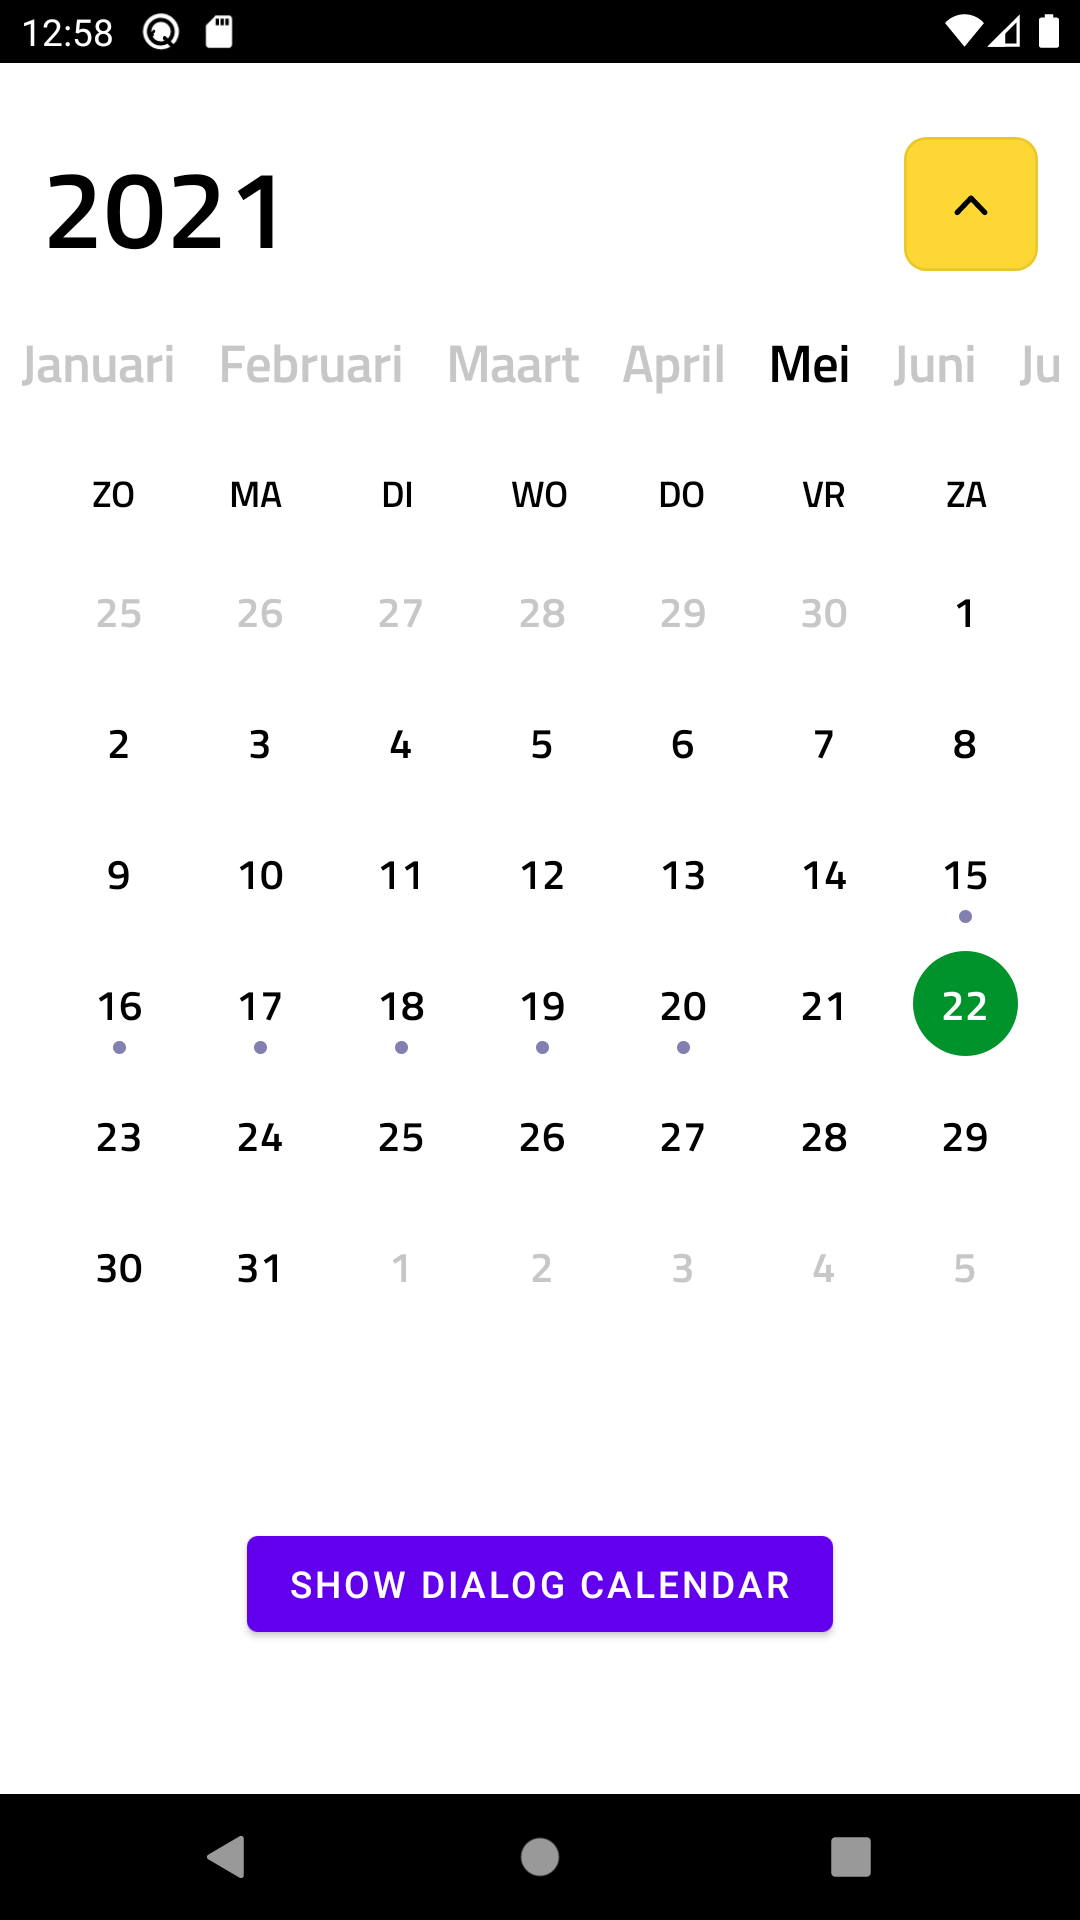 12:58
2021
Januari Februari Maart April Mei Juni Ju
ZO MA DI WO DO VR ZA
25 26 27 28 29 30 1
2 3 4 5 6 7 8
9 10 11 12 13 14 15
16 17 18 19 20 21 22
23 24 25 26 27 28 29
30 31 1 2 3 4 5
SHOW DIALOG CALENDAR